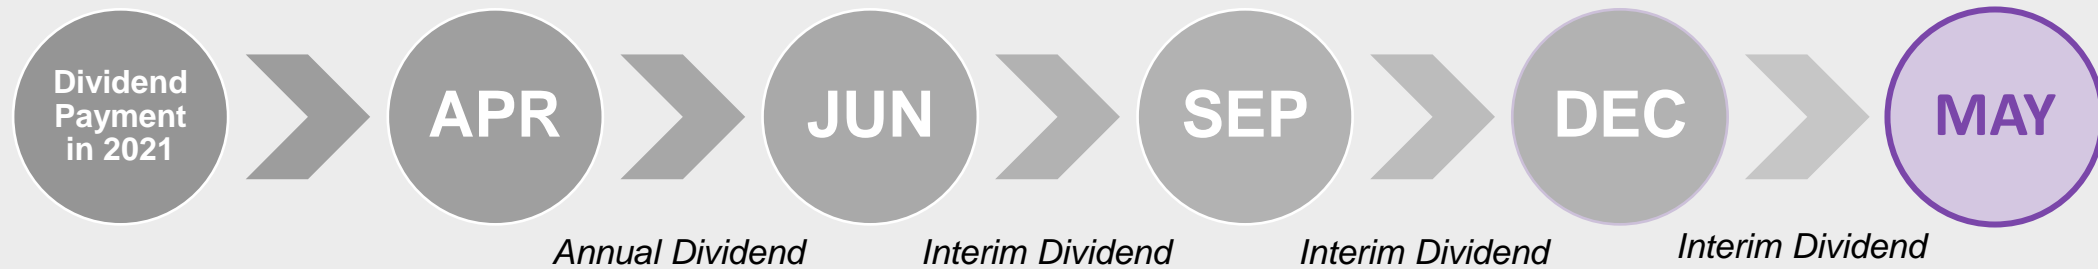 Dividend
Payment
in 2021
APR
JUN
SEP
DEC
MAY
Annual Dividend
Interim Dividend
Interim Dividend
Interim Dividend